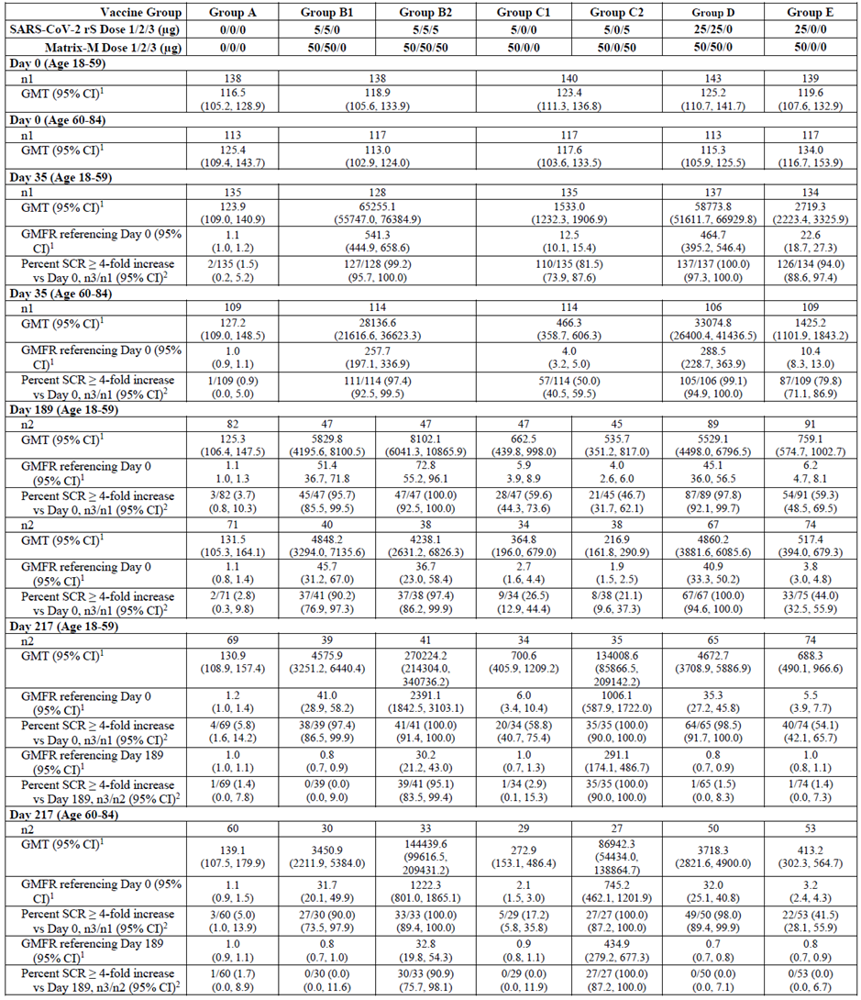 Vaccine Group Group A Group B1 Group B2 Group C1 Group C2 Group D Group E
SARS-CoV-2 rS Dose 1/2/3 (µg) 0/0/0 5/5/0 5/5/5 5/0/0 5/0/5 25/25/0 25/0/0
Matrix-M Dose 1/2/3 (µg) 0/0/0 50/50/0 50/50/50 50/0/0 50/0/50 50/50/0 50/0/0
Day 0 (Age 18-59)
n1 138 138 140 143 139
GMT (95% CI)1 116.5 118.9 123.4 125.2 119.6
(105.2, 128.9) (105.6, 133.9) (111.3, 136.8) (110.7, 141.7) (107.6, 132.9)
Day 0 (Age 60-84)
n1 113 117 117 113 117
GMT (95% CI)1 125.4 113.0 117.6 115.3 134.0
(109.4, 143.7) (102.9, 124.0) (103.6, 133.5) (105.9, 125.5) (116.7, 153.9)
Day 35 (Age 18-59)
n1 135 128 135 137 134
GMT (95% CI)1 123.9 65255.1 1533.0 58773.8 2719.3
(109.0, 140.9) (55747.0, 76384.9) (1232.3, 1906.9) (51611.7, 66929.8) (2223.4, 3325.9)
GMFR referencing Day 0 (95% 1.1 541.3 12.5 464.7 22.6
CI)1 (1.0, 1.2) (444.9, 658.6) (10.1, 15.4) (395.2, 546.4) (18.7, 27.3)
Percent SCR ≥ 4-fold increase 2/135 (1.5) 127/128 (99.2) 110/135 (81.5) 137/137 (100.0) 126/134 (94.0)
vs Day 0, n3/n1 (95% CI)2 (0.2, 5.2) (95.7, 100.0) (73.9, 87.6) (97.3, 100.0) (88.6, 97.4)
Day 35 (Age 60-84)
n1 109 114 114 106 109
GMT (95% CI)1 127.2 28136.6 466.3 33074.8 1425.2
(109.0, 148.5) (21616.6, 36623.3) (358.7, 606.3) (26400.4, 41436.5) (1101.9, 1843.2)
GMFR referencing Day 0 (95% 1.0 257.7 4.0 288.5 10.4
CI)1 (0.9, 1.1) (197.1, 336.9) (3.2, 5.0) (228.7, 363.9) (8.3, 13.0)
Percent SCR ≥ 4-fold increase 1/109 (0.9) 111/114 (97.4) 57/114 (50.0) 105/106 (99.1) 87/109 (79.8)
vs Day 0, n3/n1 (95% CI)2 (0.0, 5.0) (92.5, 99.5) (40.5, 59.5) (94.9, 100.0) (71.1, 86.9)
Day 189 (Age 18-59)
n2 82 47 47 47 45 89 91
GMT (95% CI)1 125.3 5829.8 8102.1 662.5 535.7 5529.1 759.1
(106.4, 147.5) (4195.6, 8100.5) (6041.3, 10865.9) (439.8, 998.0) (351.2, 817.0) (4498.0, 6796.5) (574.7, 1002.7)
GMFR referencing Day 0 1.1 51.4 72.8 5.9 4.0 45.1 6.2
(95% CI)1 1.0, 1.3 36.7, 71.8 55.2, 96.1 3.9, 8.9 2.6, 6.0 36.0, 56.5 4.7, 8.1
Percent SCR ≥ 4-fold increase 3/82 (3.7) 45/47 (95.7) 47/47 (100.0) 28/47 (59.6) 21/45 (46.7) 87/89 (97.8) 54/91 (59.3)
vs Day 0, n3/n1 (95% CI)2 (0.8, 10.3) (85.5, 99.5) (92.5, 100.0) (44.3, 73.6) (31.7, 62.1) (92.1, 99.7) (48.5, 69.5)
n2 71 40 38 34 38 67 74
GMT (95% CI)1 131.5 4848.2 4238.1 364.8 216.9 4860.2 517.4
(105.3, 164.1) (3294.0, 7135.6) (2631.2, 6826.3) (196.0, 679.0) (161.8, 290.9) (3881.6, 6085.6) (394.0, 679.3)
GMFR referencing Day 0 1.1 45.7 36.7 2.7 1.9 40.9 3.8
(95% CI)1 (0.8, 1.4) (31.2, 67.0) (23.0, 58.4) (1.6, 4.4) (1.5, 2.5) (33.3, 50.2) (3.0, 4.8)
Percent SCR ≥ 4-fold increase 2/71 (2.8) 37/41 (90.2) 37/38 (97.4) 9/34 (26.5) 8/38 (21.1) 67/67 (100.0) 33/75 (44.0)
vs Day 0, n3/n1 (95% CI)2 (0.3, 9.8) (76.9, 97.3) (86.2, 99.9) (12.9, 44.4) (9.6, 37.3) (94.6, 100.0) (32.5, 55.9)
Day 217 (Age 18-59)
n2 69 39 41 34 35 65 74
GMT (95% CI)1 130.9 4575.9 270224.2 700.6 134008.6 4672.7 688.3
(108.9, 157.4) (3251.2, 6440.4) (214304.0, (405.9, 1209.2) (85866.5, (3708.9, 5886.9) (490.1, 966.6)
340736.2) 209142.2)
GMFR referencing Day 0 1.2 41.0 2391.1 6.0 1006.1 35.3 5.5
(95% CI)1 (1.0, 1.4) (28.9, 58.2) (1842.5, 3103.1) (3.4, 10.4) (587.9, 1722.0) (27.2, 45.8) (3.9, 7.7)
Percent SCR ≥ 4-fold increase 4/69 (5.8) 38/39 (97.4) 41/41 (100.0) 20/34 (58.8) 35/35 (100.0) 64/65 (98.5) 40/74 (54.1)
vs Day 0, n3/n1 (95% CI)2 (1.6, 14.2) (86.5, 99.9) (91.4, 100.0) (40.7, 75.4) (90.0, 100.0) (91.7, 100.0) (42.1, 65.7)
GMFR referencing Day 189 1.0 0.8 30.2 1.0 291.1 0.8 1.0
(95% CI)1 (1.0, 1.1) (0.7, 0.9) (21.2, 43.0) (0.7, 1.3) (174.1, 486.7) (0.7, 0.9) (0.8, 1.1)
Percent SCR ≥ 4-fold increase 1/69 (1.4) 0/39 (0.0) 39/41 (95.1) 1/34 (2.9) 35/35 (100.0) 1/65 (1.5) 1/74 (1.4)
vs Day 189, n3/n2 (95% CI)2 (0.0, 7.8) (0.0, 9.0) (83.5, 99.4) (0.1, 15.3) (90.0, 100.0) (0.0, 8.3) (0.0, 7.3)
Day 217 (Age 60-84)
n2 60 30 33 29 27 50 53
GMT (95% CI)1 139.1 3450.9 144439.6 272.9 86942.3 3718.3 413.2
(107.5, 179.9) (2211.9, 5384.0) (99616.5, (153.1, 486.4) (54434.0, (2821.6, 4900.0) (302.3, 564.7)
209431.2) 138864.7)
GMFR referencing Day 0 (95% 1.1 31.7 1222.3 2.1 745.2 32.0 3.2
CI)1 (0.9, 1.5) (20.1, 49.9) (801.0, 1865.1) (1.5, 3.0) (462.1, 1201.9) (25.1, 40.8) (2.4, 4.3)
Percent SCR ≥ 4-fold increase 3/60 (5.0) 27/30 (90.0) 33/33 (100.0) 5/29 (17.2) 27/27 (100.0) 49/50 (98.0) 22/53 (41.5)
vs Day 0, n3/n1 (95% CI)2 (1.0, 13.9) (73.5, 97.9) (89.4, 100.0) (5.8, 35.8) (87.2, 100.0) (89.4, 99.9) (28.1, 55.9)
GMFR referencing Day 189 1.0 0.8 32.8 0.9 434.9 0.7 0.8
(95% CI)1 (0.9, 1.1) (0.7, 1.0) (19.8, 54.3) (0.8, 1.1) (279.2, 677.3) (0.7, 0.8) (0.7, 0.9)
Percent SCR ≥ 4-fold increase 1/60 (1.7) 0/30 (0.0) 30/33 (90.9) 0/29 (0.0) 27/27 (100.0) 0/50 (0.0) 0/53 (0.0)
vs Day 189, n3/n2 (95% CI)2 (0.0, 8.9) (0.0, 11.6) (75.7, 98.1) (0.0, 11.9) (87.2, 100.0) (0.0, 7.1) (0.0, 6.7)